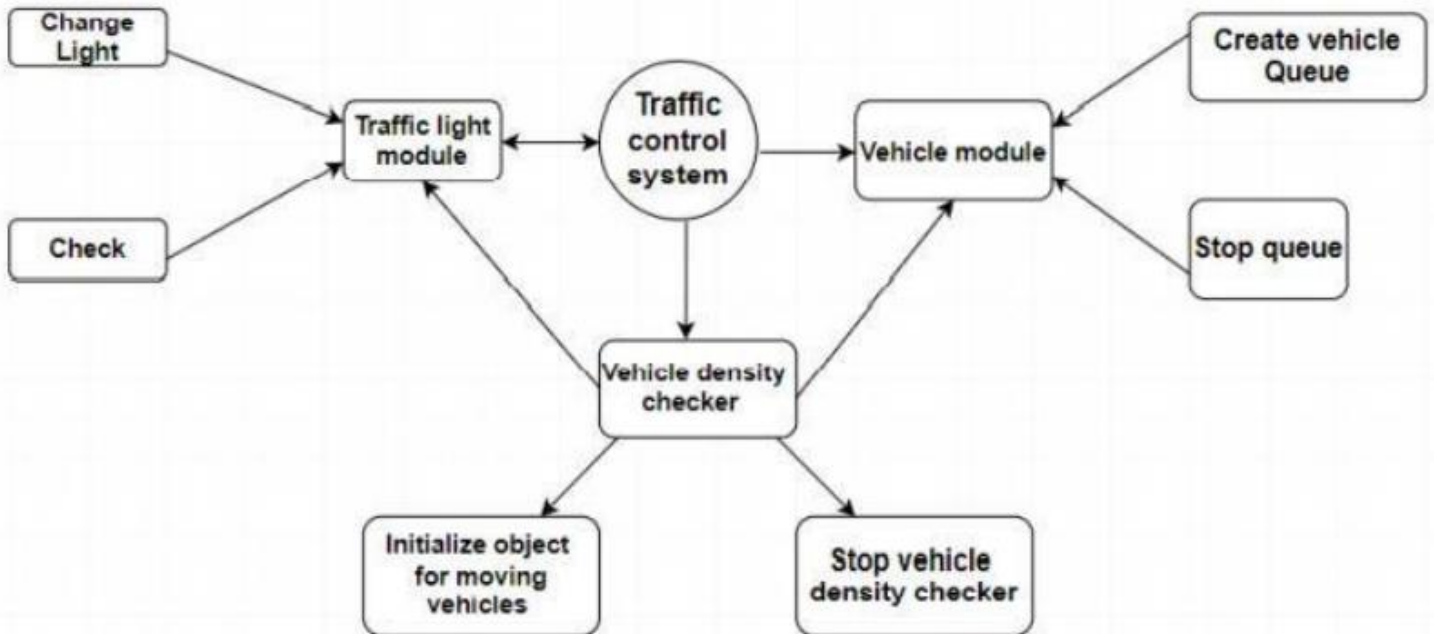 Change
Light
Create vehicle
Queue
Traffic
control
system
Traffic light
module
Vehicle module
Check
Stop queue
Vehicle density
checker
Initialize object
for moving
vehicles
Stop vehicle
density checker